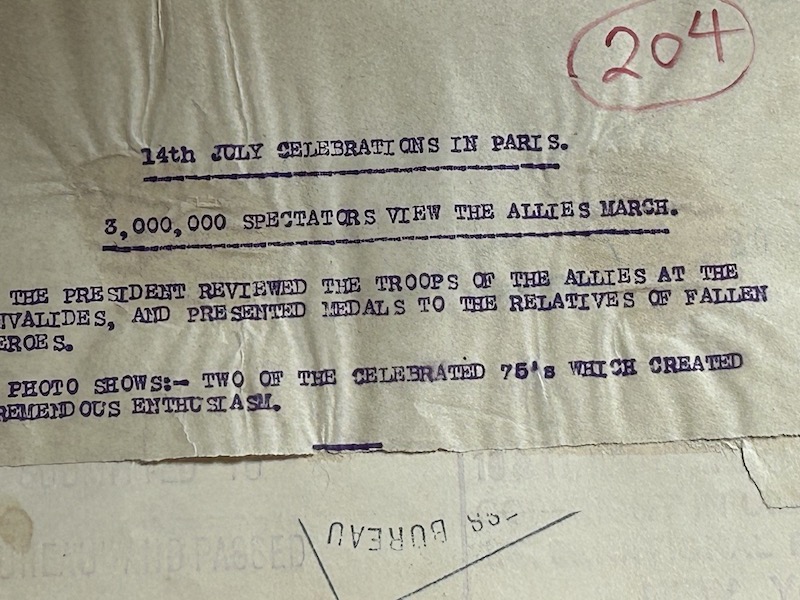 204
14th JULY CELEBRATIONS IN PARIS.
3,000,000 SPECTATORS VIEW THE ALLIES MARCH.
THE PRESIDENT REVIEWED THE TROOPS OF THE ALLIES AT THE
NVALIDES, AND PRESENTED MEDALS TO THE RELATIVES OF FALLEN
EROES.
PHOTO SHOWS:- TWO OF THE CELEBRATED 75's WHICH CREATED
REMENDOUS ENTHUSIASM.
BUREAU
AND PASSED